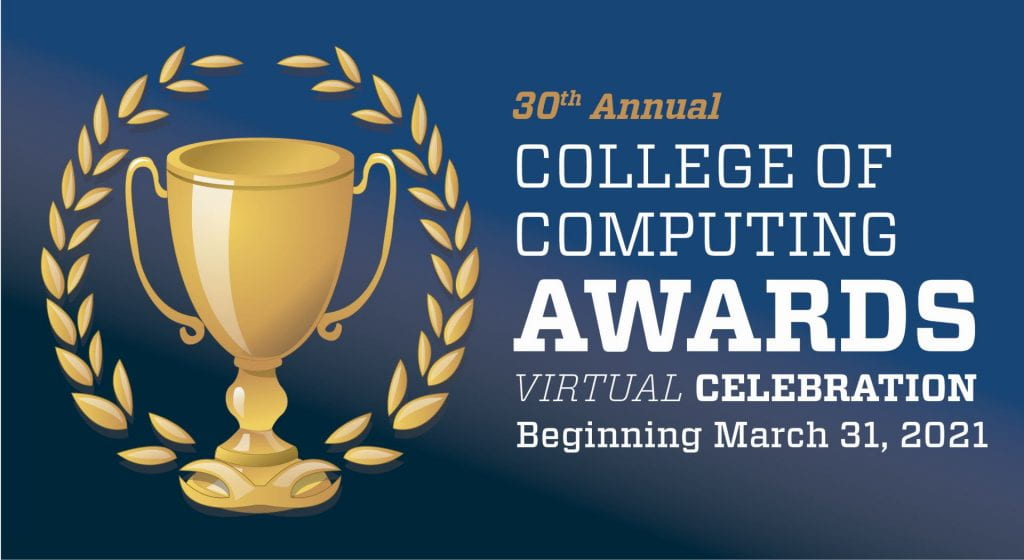 30th Annual
COLLEGE OF
COMPUTING
AWARDS
VIRTUAL CELEBRATION
Beginning March 31, 2021